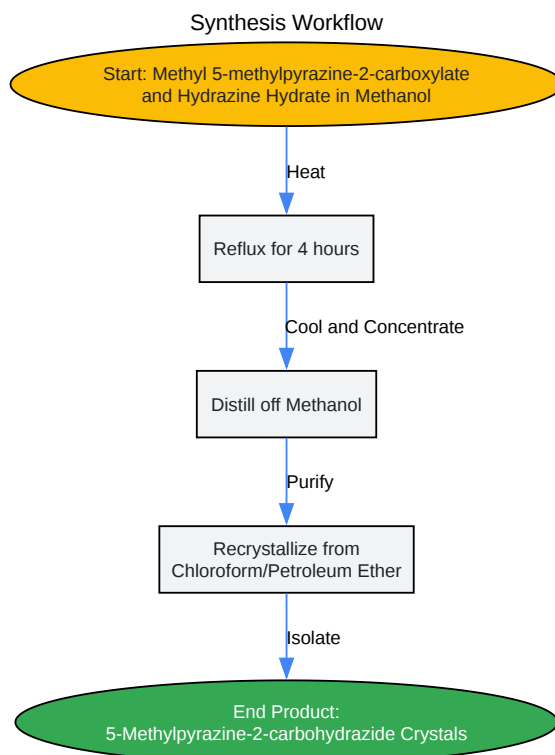 Synthesis Workflow
Start: Methyl 5-methylpyrazine-2-carboxylate
and Hydrazine Hydrate in Methanol
Heat
Reflux for 4 hours
Cool and Concentrate
Distill off Methanol
Purify
Recrystallize from
Chloroform/Petroleum Ether
Isolate
End Product:
5-Methylpyrazine-2-carbohydrazide Crystals